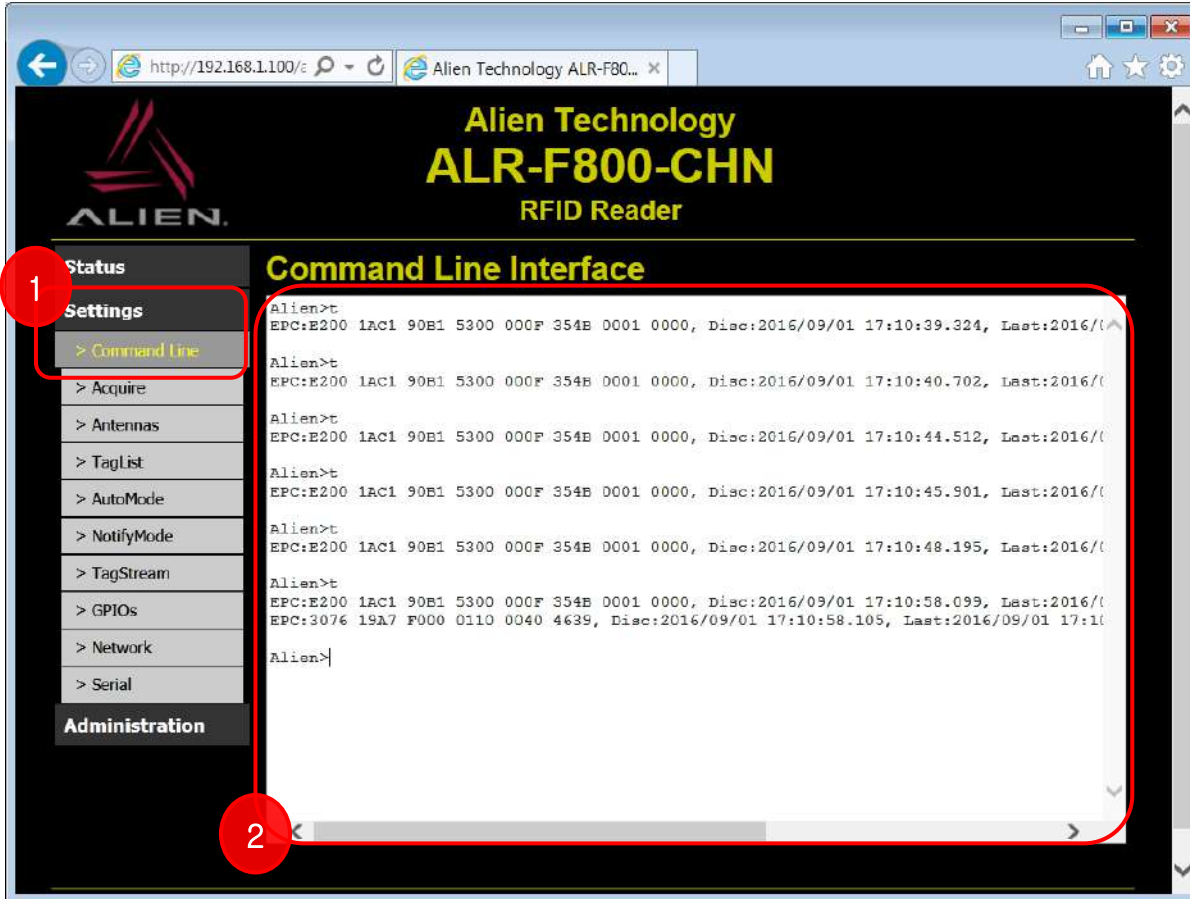 http://192.168.1.100/a
Alien Technology ALR-F80...
ALIEN.
Alien Technology
ALR-F800-CHN
RFID Reader
1
Status
Settings
> Command Line
> Acquire
> Antennas
> TagList
> AutoMode
> NotifyMode
> TagStream
> GPIOs
> Network
> Serial
Administration
Command Line Interface
Alien>t
EPC:E200 1AC1 90B1 5300 000F 354B 0001 0000, Disc:2016/09/01 17:10:39.324, Last:2016/
Alien>t
EPC:E200 1AC1 90B1 5300 000F 354B 0001 0000, Disc:2016/09/01 17:10:40.702, Last:2016/
Alien>t
EPC:E200 1AC1 90B1 5300 000F 354B 0001 0000, Disc:2016/09/01 17:10:44.512, Last:2016/
Alien>t
EPC:E200 1AC1 90B1 5300 000F 354B 0001 0000, Disc:2016/09/01 17:10:45.901, Last:2016/
Alien>t
EPC:E200 1AC1 90B1 5300 000F 354B 0001 0000, Disc:2016/09/01 17:10:48.195, Last:2016/
Alien>t
EPC:E200 1AC1 90B1 5300 000F 354B 0001 0000, Disc:2016/09/01 17:10:58.099, Last:2016/
EPC:3076 19A7 F000 0110 0040 4639, Disc:2016/09/01 17:10:58.105, Last:2016/09/01 17:1
Alien>
2